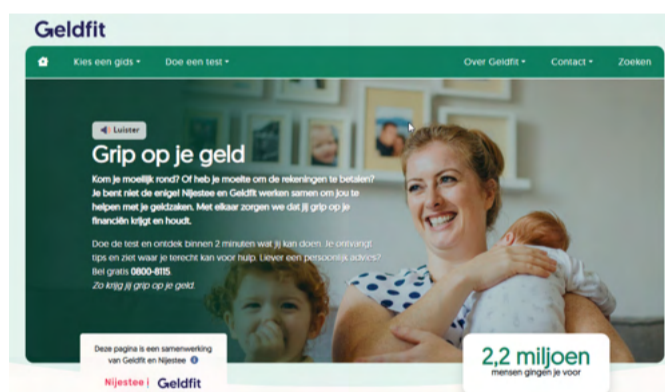 Geldfit
Kies een gids
Doe een test
Over Geldfit
Contact
Zoeken
Luister
Grip op je geld
Kom je moeilijk rond? Of heb je moeite om de rekeningen te betalen?
Je bent niet de enige! Nijestee en Geldfit werken samen om jou te
helpen met je geldzaken. Met elkaar zorgen we dat jij grip op je
financiën krijgt en houdt.
Doe de test en ontdek binnen 2 minuten wat jij kan doen. Je ontvangt
tips en ziet waar je terecht kan voor hulp. Liever een persoonlijk advies?
Bel gratis 0800-8115.
Zo krijg jij grip op je geld.
Deze pagina is een samenwerking
van Geldfit en Nijestee
Nijestee | Geldfit
2,2 miljoen
mensen gingen je voor